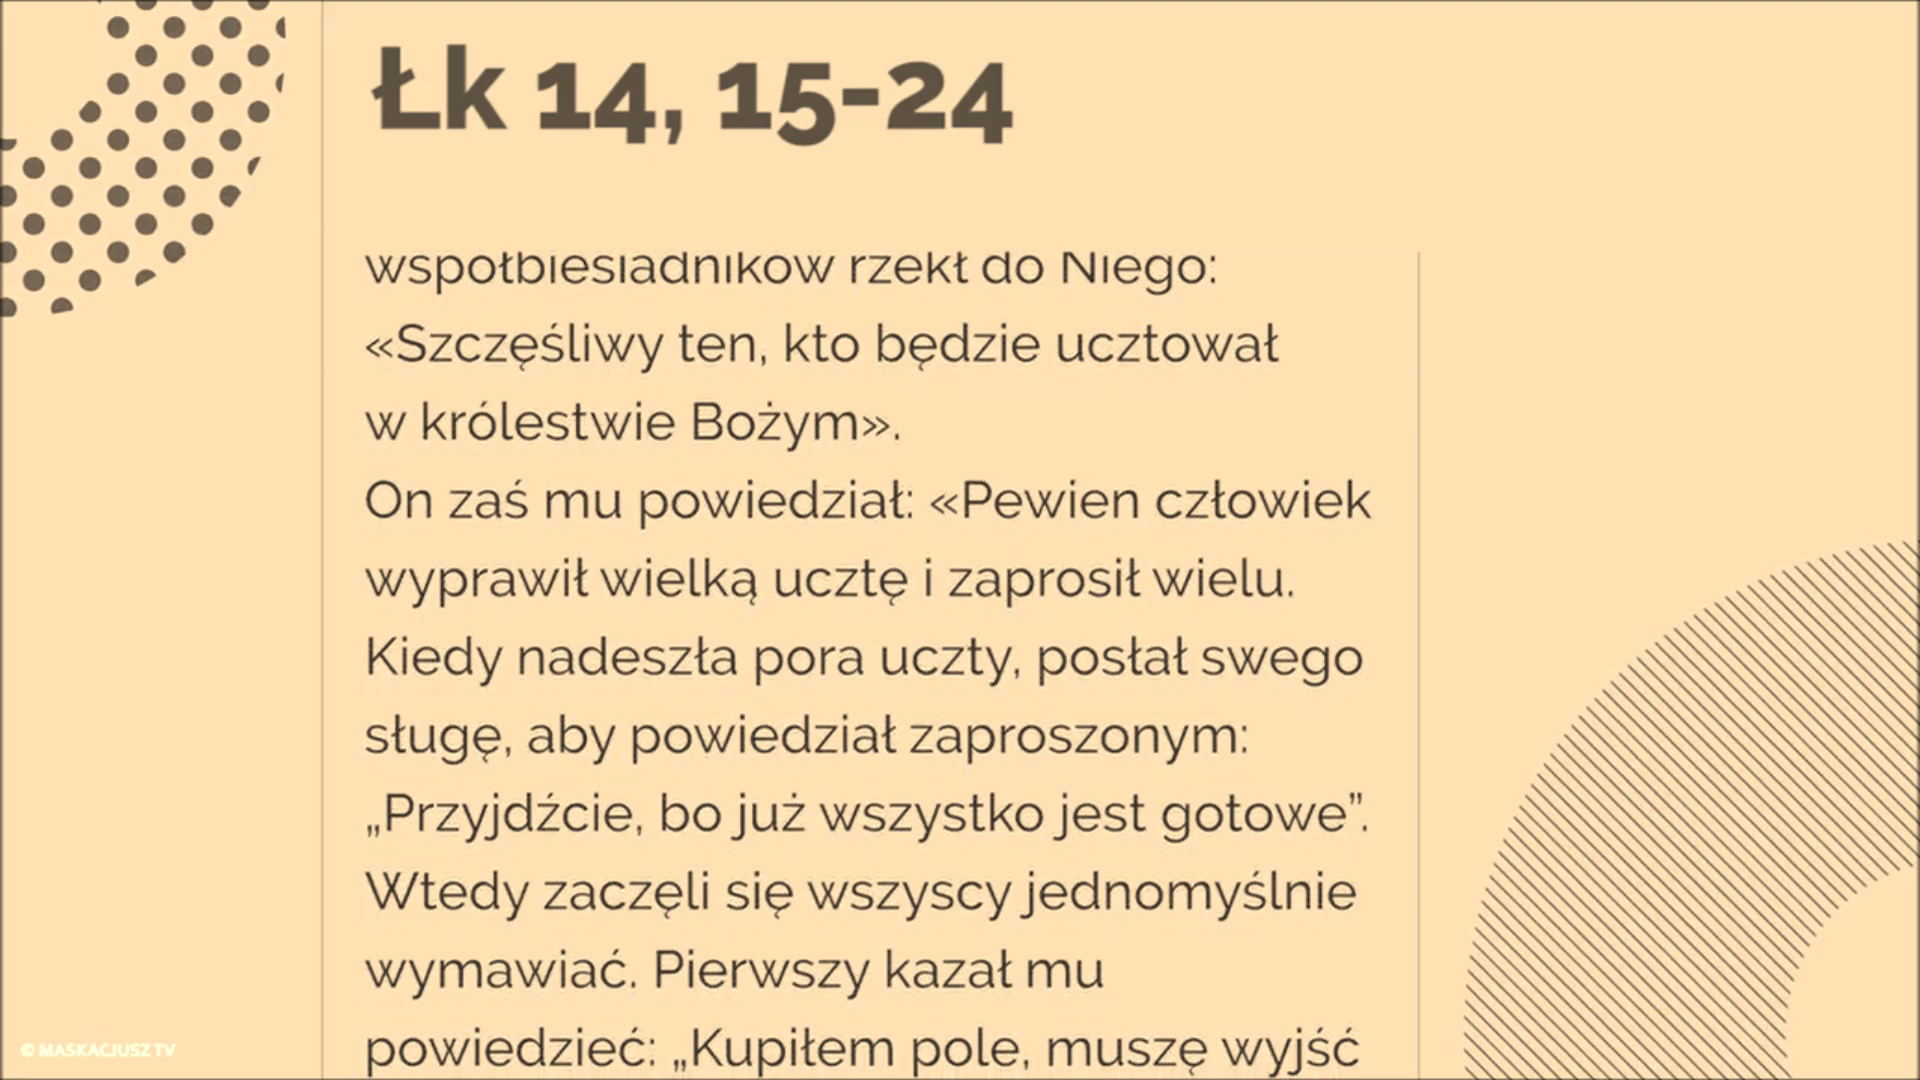 Łk 14, 15-24
współbiesiadników rzekł do Niego:
«Szczęśliwy ten, kto będzie ucztował
w królestwie Bożym».
On zaś mu powiedział: «Pewien człowiek
wyprawił wielką ucztę i zaprosił wielu.
Kiedy nadeszła pora uczty, posłał swego
sługę, aby powiedział zaproszonym:
„Przyjdźcie, bo już wszystko jest gotowe”.
Wtedy zaczęli się wszyscy jednomyślnie
wymawiać. Pierwszy kazał mu
powiedzieć: „Kupiłem pole, muszę wyjść
© MASKACJUSZ TV